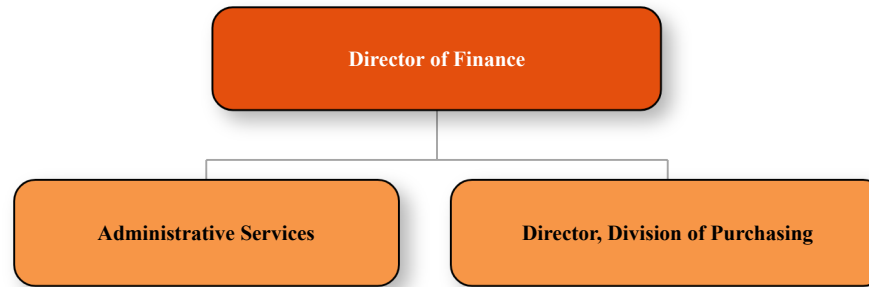 Director of Finance
Administrative Services
Director, Division of Purchasing